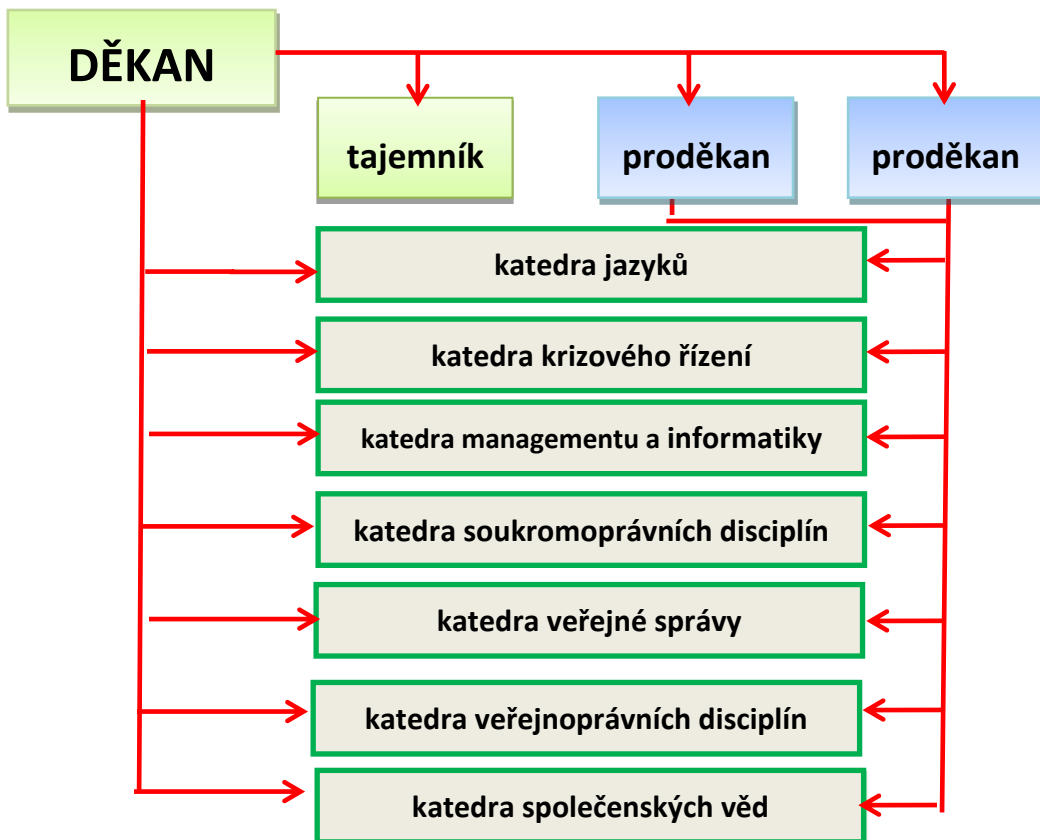 DĚKAN
tajemník
proděkan
proděkan
katedra jazyků
katedra krizového řízení
katedra managementu a informatiky
katedra soukromoprávních disciplín
katedra veřejné správy
katedra veřejnoprávních disciplín
katedra společenských věd